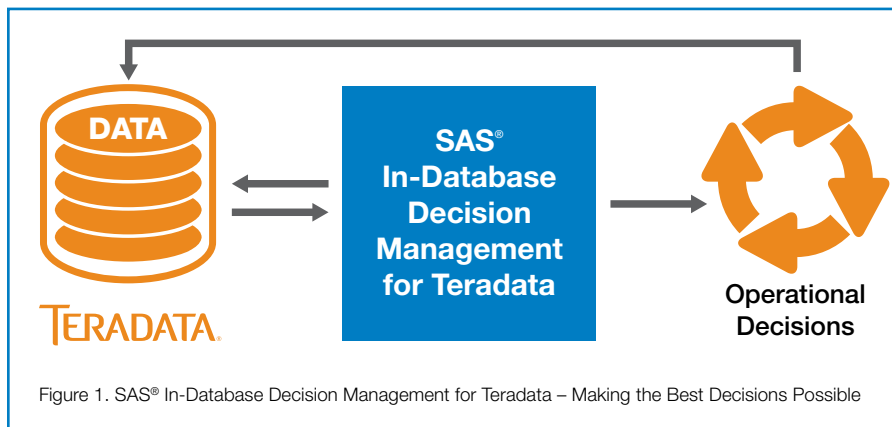 DATA
TERADATA®
SAS®
In-Database
Decision
Management
for Teradata
Operational
Decisions
Figure 1. SAS® In-Database Decision Management for Teradata – Making the Best Decisions Possible